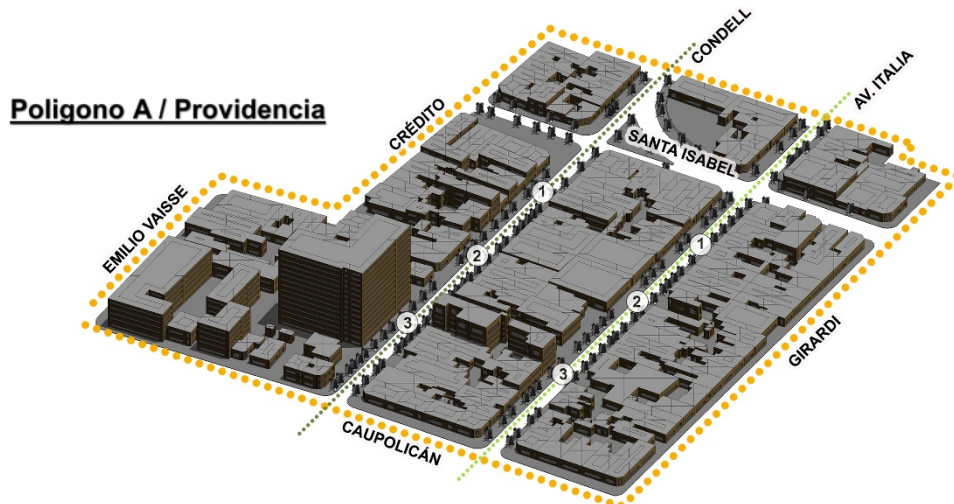 Poligono A / Providencia
CONDELL
AV. ITALIA
CRÉDITO
SANTA ISABEL
EMILIO VAISSE
1
2
3
1
2
3
GIRARDI
CAUPOLICÁN